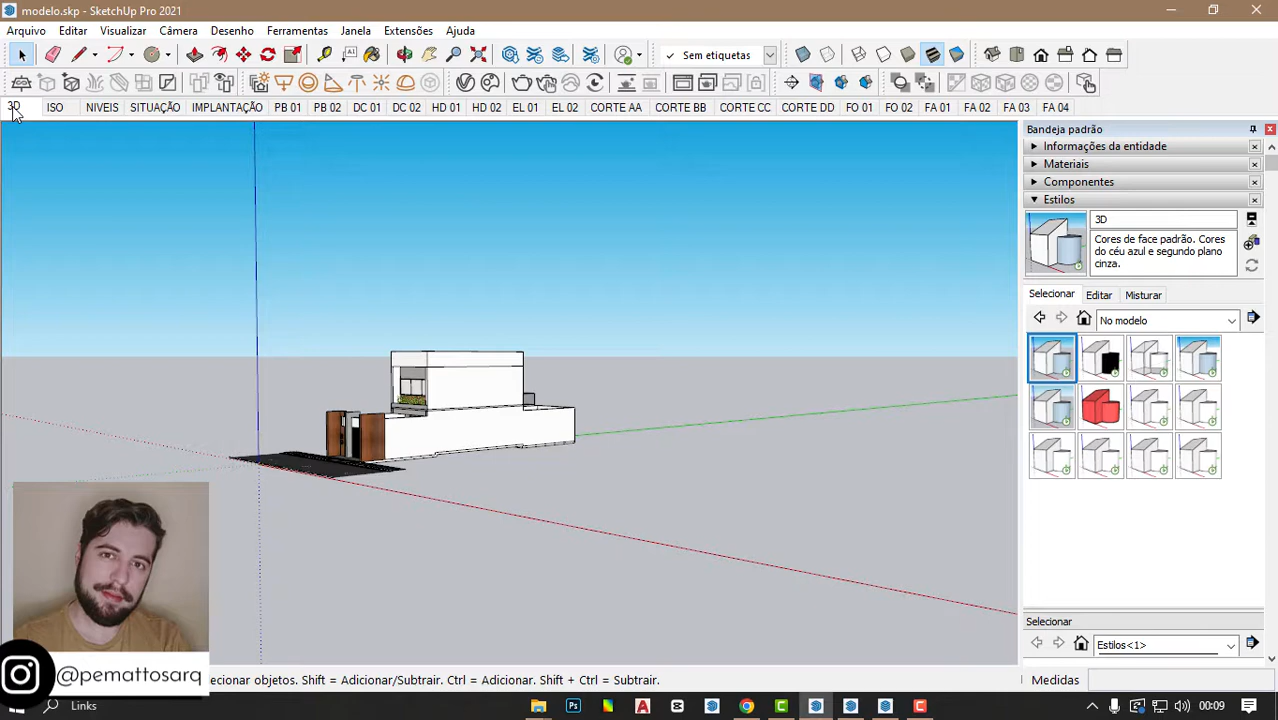 modelo.skp - SketchUp Pro 2021
Arquivo Editar Visualizar Câmera Desenho Ferramentas Janela Extensões Ajuda
Sem etiquetas
3D ISO NIVEIS SITUAÇÃO IMPLANTAÇÃO PB 01 PB 02 DC 01 DC 02 HD 01 HD 02 EL 01 EL 02 CORTE AA CORTE BB CORTE CC CORTE DD FO 01 FO 02 FA 01 FA 02 FA 03 FA 04
Bandeja padrão
Informações da entidade
Materiais
Componentes
Estilos
3D
Cores de face padrão. Cores
do céu azul e segundo plano
cinza.
Selecionar Editar Misturar
No modelo
Selecionar
Estilos<1>
@pemattosarq
ecionar objetos. Shift = Adicionar/Subtrair. Ctrl = Adicionar. Shift + Ctrl = Subtrair.
Medidas
Links
00:09